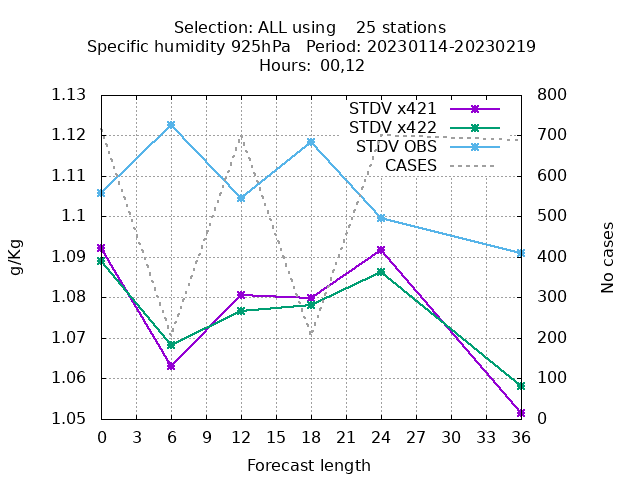 Selection: ALL using    25 stations
Specific humidity 925hPa   Period: 20230114-20230219
Hours:  00,12
1.13
1.12
1.11
1.1
1.09
1.08
1.07
1.06
1.05
800
700
600
500
400
300
200
100
0
STDV x421
STDV x422
STDV OBS
CASES
g/Kg
No cases
0 3 6 9 12 15 18 21 24 27 30 33 36
Forecast length